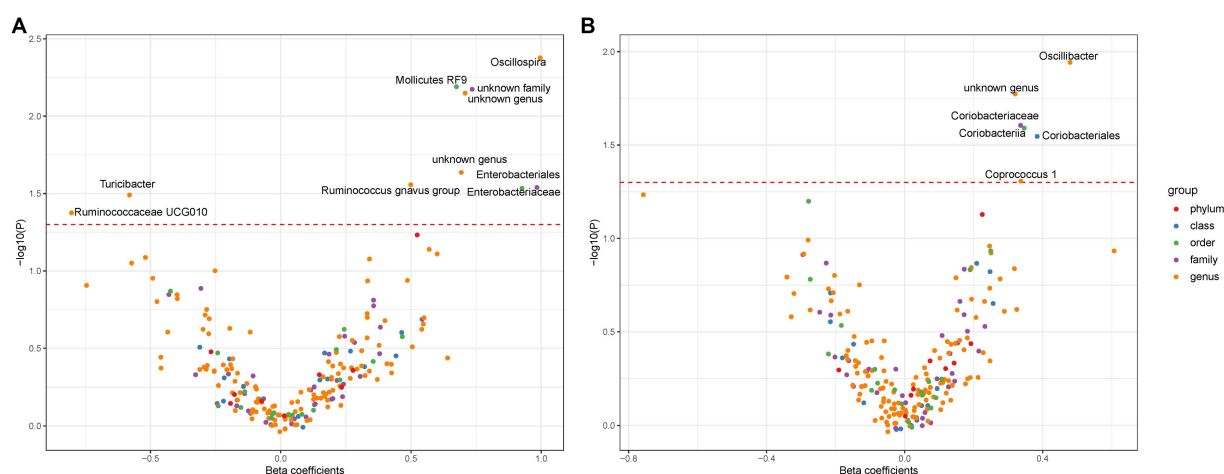 A
2.5
2.0
1.5
1.0
0.5
0.0
−log10(P)
Oscillospira
Mollicutes RF9
unknown family
unknown genus
unknown genus
Enterobacteriales
Ruminococcus gnavus group
Enterobacteriaceae
Turicibacter
Ruminococcaceae UCG010
−0.5
0.0
0.5
1.0
Beta coefficients
B
2.0
1.5
1.0
0.5
0.0
−log10(P)
Oscillibacter
unknown genus
Coriobacteriaceae
Coriobacteriia
Coriobacteriales
Coprococcus 1
−0.8
−0.4
0.0
0.4
Beta coefficients
group
phylum
class
order
family
genus